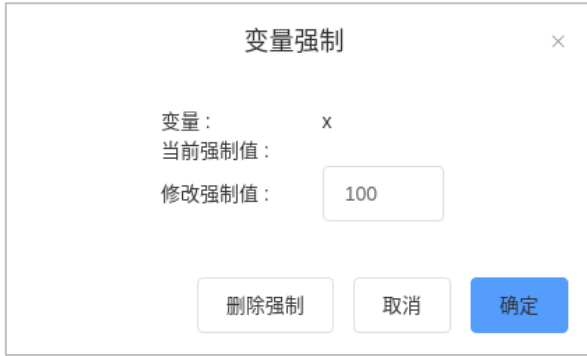 变量强制 ×
变量： x
当前强制值：
修改强制值： 100
删除强制 取消 确定